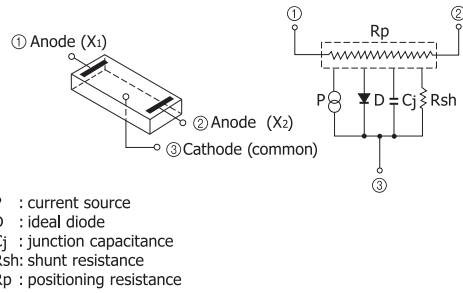 ① Anode (X1)
② Anode (X2)
③ Cathode (common)
①
②
Rp
P
D
Cj
Rsh
③
P : current source
D : ideal diode
Cj : junction capacitance
Rsh: shunt resistance
Rp : positioning resistance